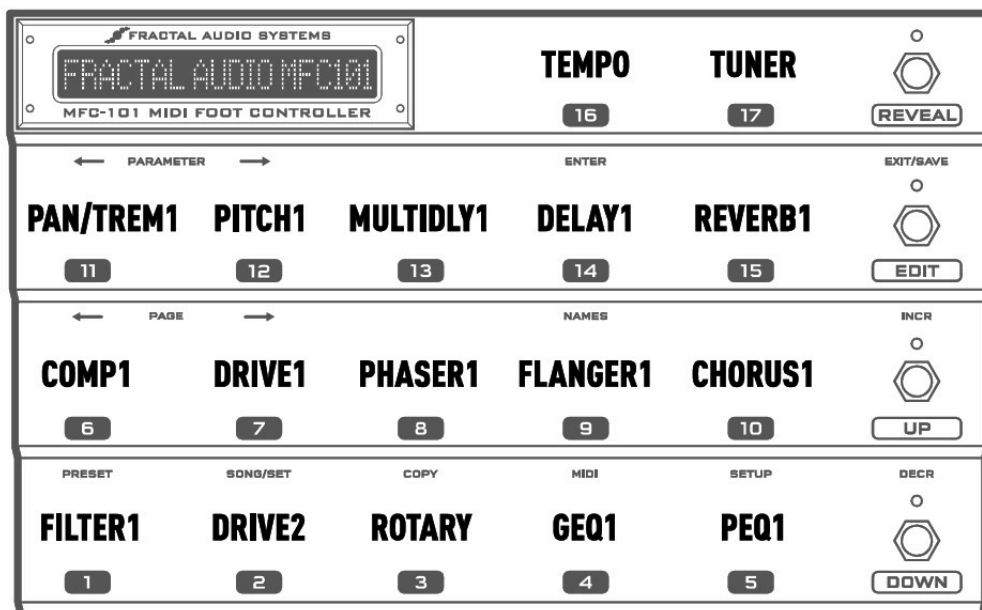 FRACTAL AUDIO SYSTEMS
FRACTAL AUDIO MFC101
MFC-101 MIDI FOOT CONTROLLER
TEMPO TUNER
16 17 REVEAL
PARAMETER ENTER EXIT/SAVE
PAN/TREM1 PITCH1 MULTIDLY1 DELAY1 REVERB1
11 12 13 14 15 EDIT
PAGE NAMES INCR
COMP1 DRIVE1 PHASER1 FLANGER1 CHORUS1
6 7 8 9 10 UP
PRESET SONG/SET COPY MIDI SETUP DECR
FILTER1 DRIVE2 ROTARY GEQ1 PEQ1
1 2 3 4 5 DOWN